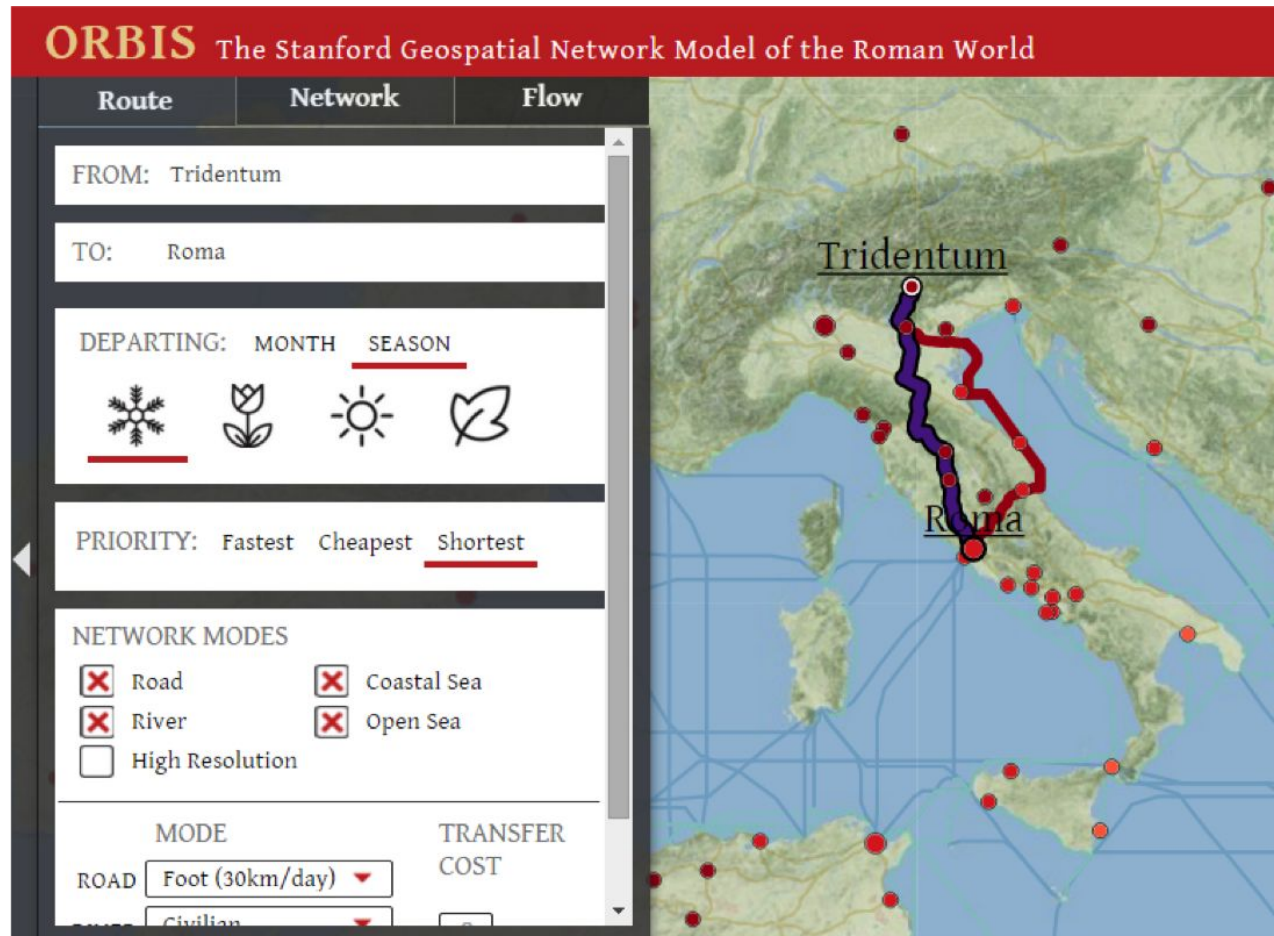 ORBIS The Stanford Geospatial Network Model of the Roman World
Route Network Flow
FROM: Tridentum
TO: Roma
DEPARTING: MONTH SEASON
PRIORITY: Fastest Cheapest Shortest
NETWORK MODES
Road Coastal Sea
River Open Sea
High Resolution
MODE TRANSFER COST
ROAD Foot (30km/day)
Civilian
Tridentum
Roma